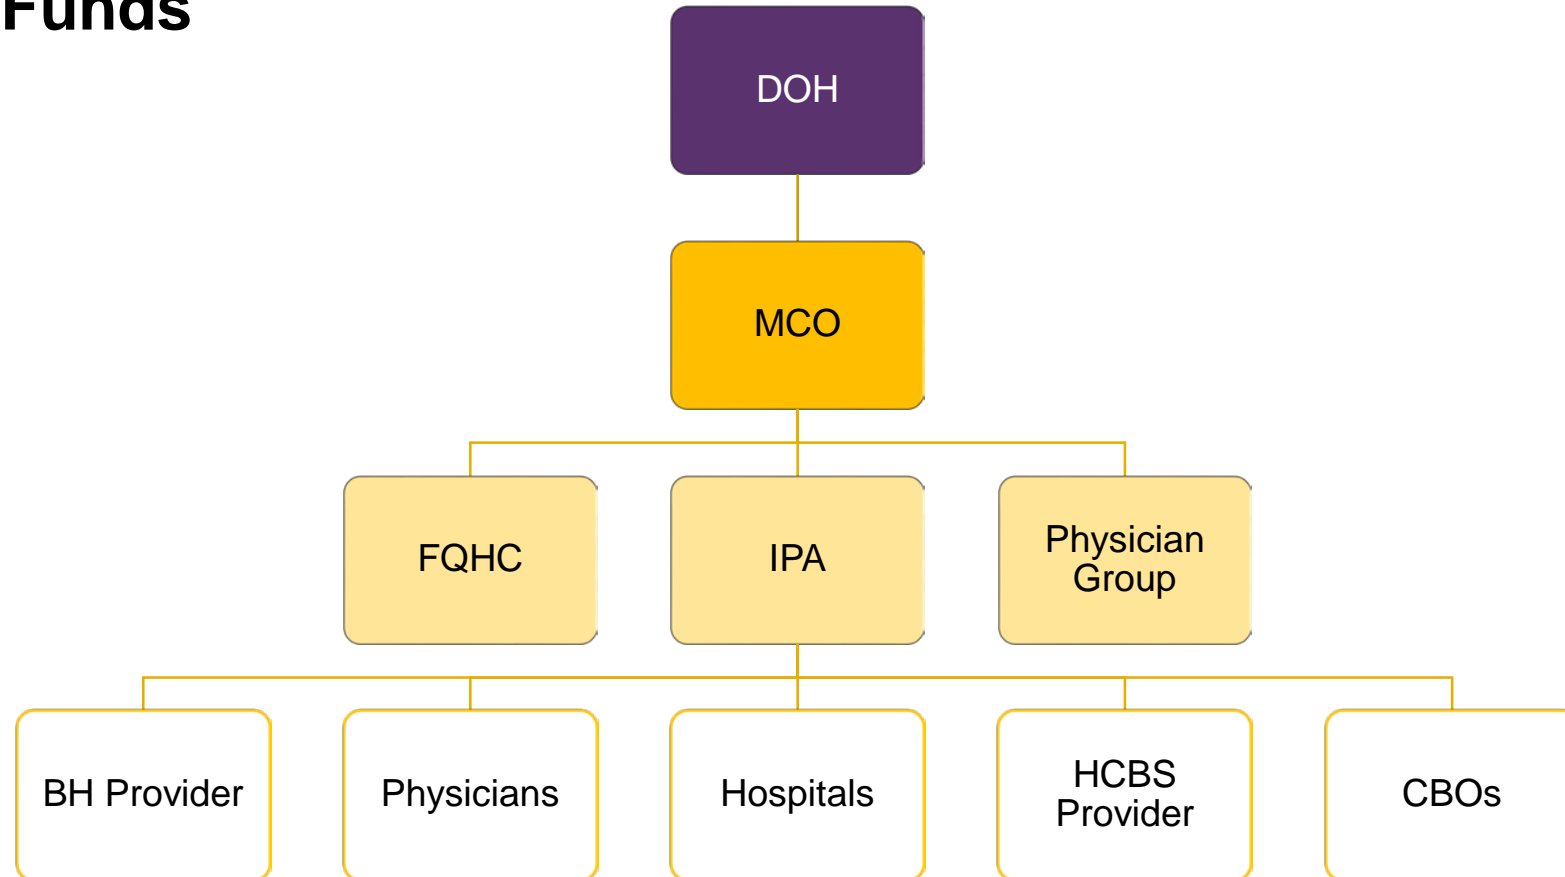 Funds
DOH
MCO
FQHC
IPA
Physician
Group
BH Provider
Physicians
Hospitals
HCBS
Provider
CBOs